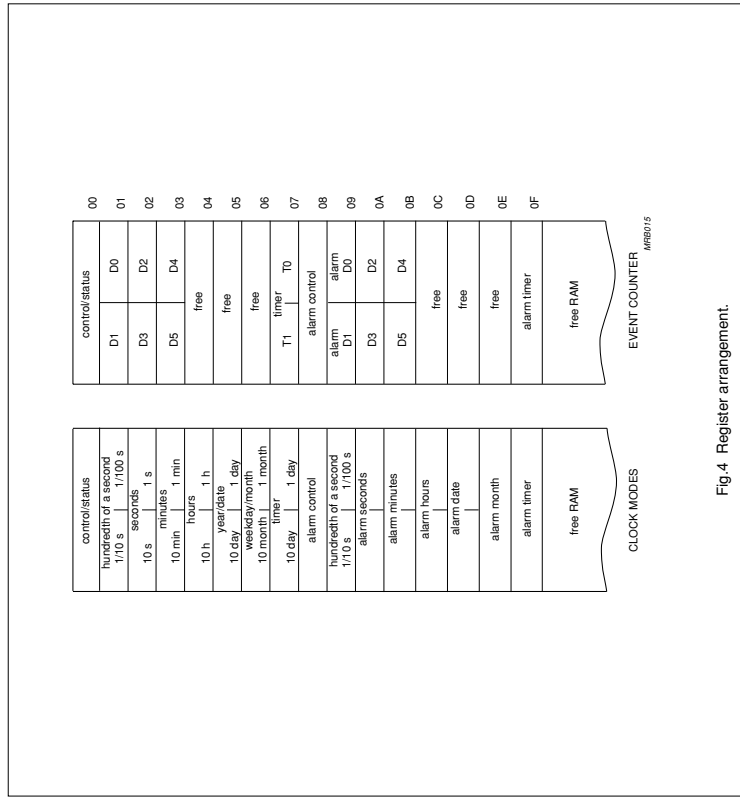 control/status
hundredth of a second
1/10 s 1/100 s
seconds
10 s 1 s
minutes
10 min 1 min
hours
10 h 1 h
year/date
10 day 1 day
weekday/month
10 month 1 month
timer
10 day 1 day
alarm control
hundredth of a second
1/10 s 1/100 s
alarm seconds
alarm minutes
alarm hours
alarm date
alarm month
alarm timer
free RAM
CLOCK MODES
control/status 00
D1 D0 01
D3 D2 02
D5 D4 03
free 04
free 05
free 06
timer
T1 T0 07
alarm control 08
alarm alarm
D1 D0 09
D3 D2 0A
D5 D4 0B
free 0C
free 0D
free 0E
alarm timer 0F
free RAM
EVENT COUNTER
MRB015
Fig.4 Register arrangement.